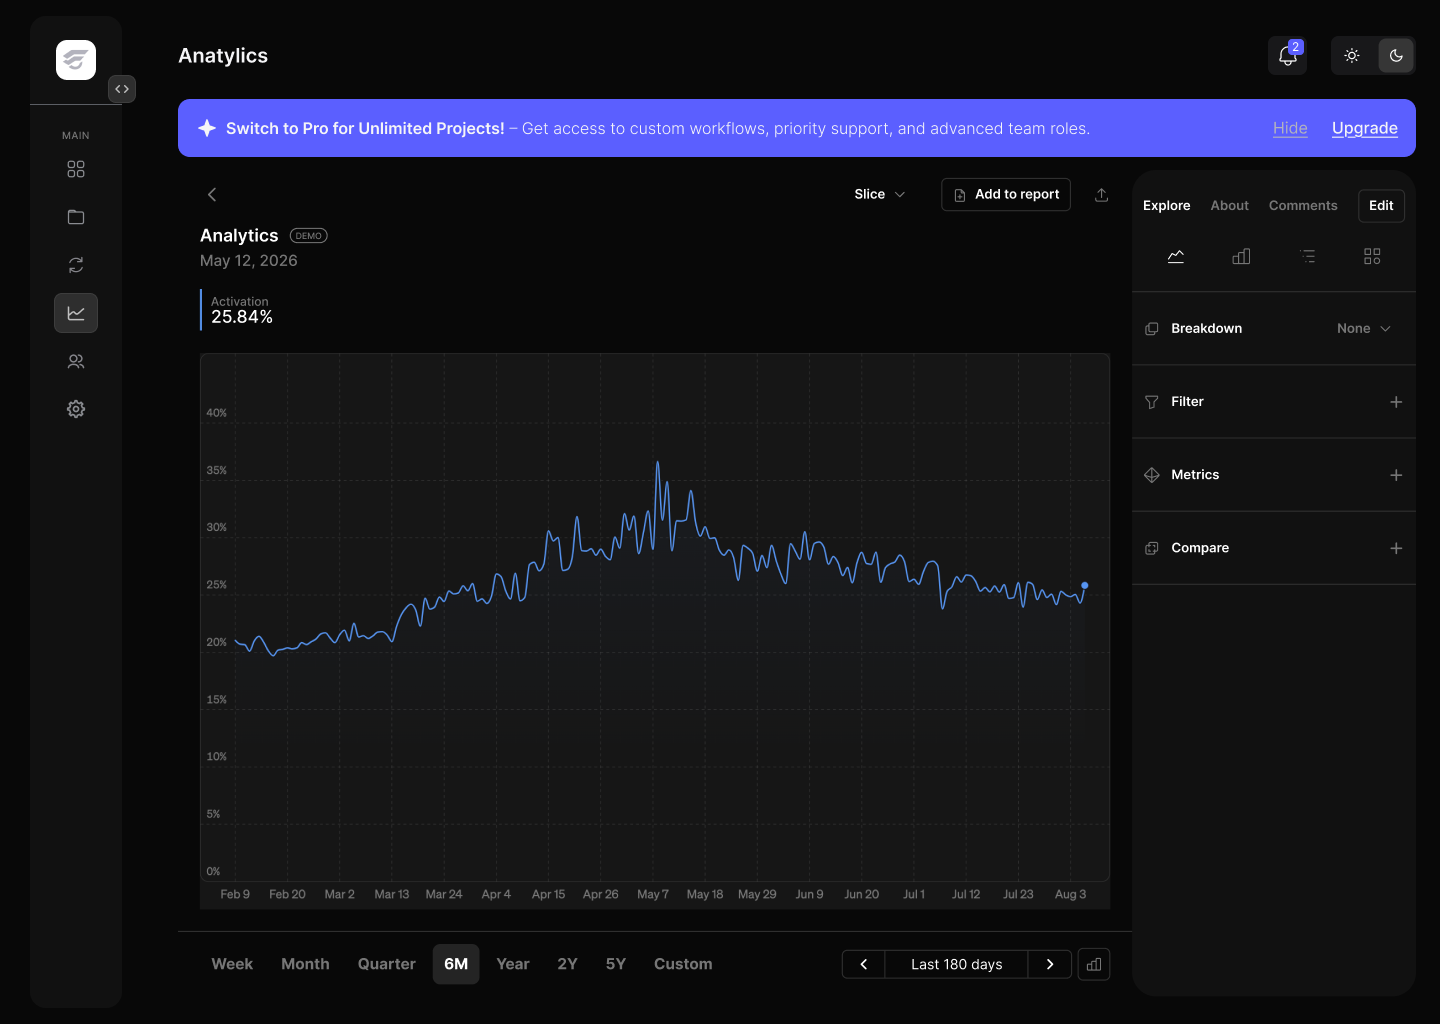 Anatylics
2
MAIN
Switch to Pro for Unlimited Projects! – Get access to custom workflows, priority support, and advanced team roles.
Hide
Upgrade
Slice
Add to report
Analytics
DEMO
May 12, 2026
Activation
25.84%
40%
35%
30%
25%
20%
15%
10%
5%
0%
Feb 9 Feb 20 Mar 2 Mar 13 Mar 24 Apr 4 Apr 15 Apr 26 May 7 May 18 May 29 Jun 9 Jun 20 Jul 1 Jul 12 Jul 23 Aug 3
Week Month Quarter 6M Year 2Y 5Y Custom
Last 180 days
Explore About Comments Edit
Breakdown None
Filter
Metrics
Compare